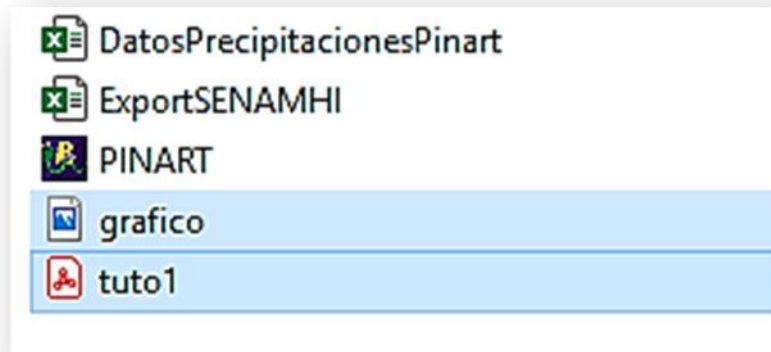 DatosPrecipitacionesPinart
ExportSENAMHI
PINART
grafico
tuto1